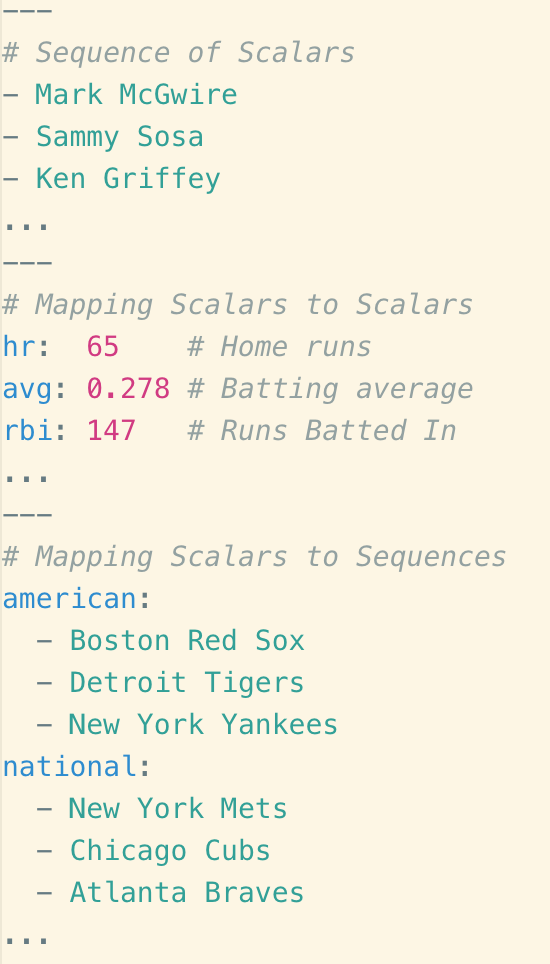 ---
# Sequence of Scalars
- Mark McGwire
- Sammy Sosa
- Ken Griffey
...
---
# Mapping Scalars to Scalars
hr:  65    # Home runs
avg: 0.278 # Batting average
rbi: 147   # Runs Batted In
...
---
# Mapping Scalars to Sequences
american:
  - Boston Red Sox
  - Detroit Tigers
  - New York Yankees
national:
  - New York Mets
  - Chicago Cubs
  - Atlanta Braves
...